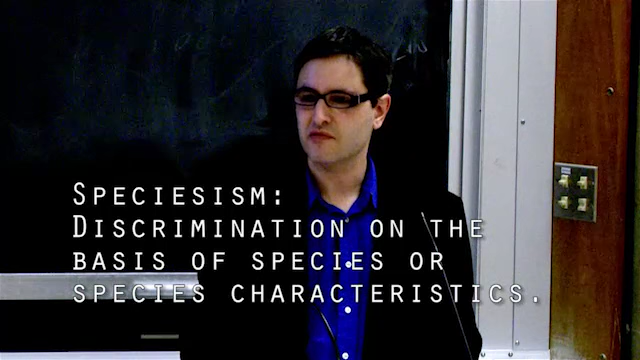 Speciesism:
Discrimination on the
basis of species or
species characteristics.